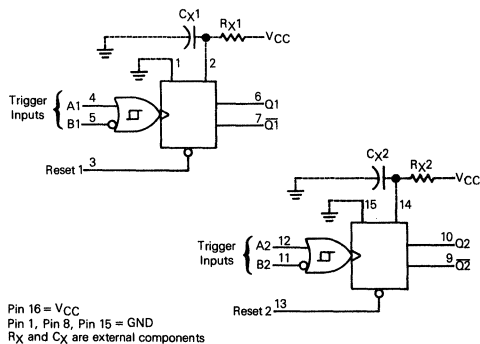 CX1
RX1
VCC
1
2
Trigger
Inputs
A1 4
B1 5
6 Q1
7 Q1
Reset 1 3
CX2
RX2
VCC
15
14
Trigger
Inputs
A2 12
B2 11
10 Q2
9 Q2
Reset 2 13
Pin 16 = VCC
Pin 1, Pin 8, Pin 15 = GND
RX and CX are external components